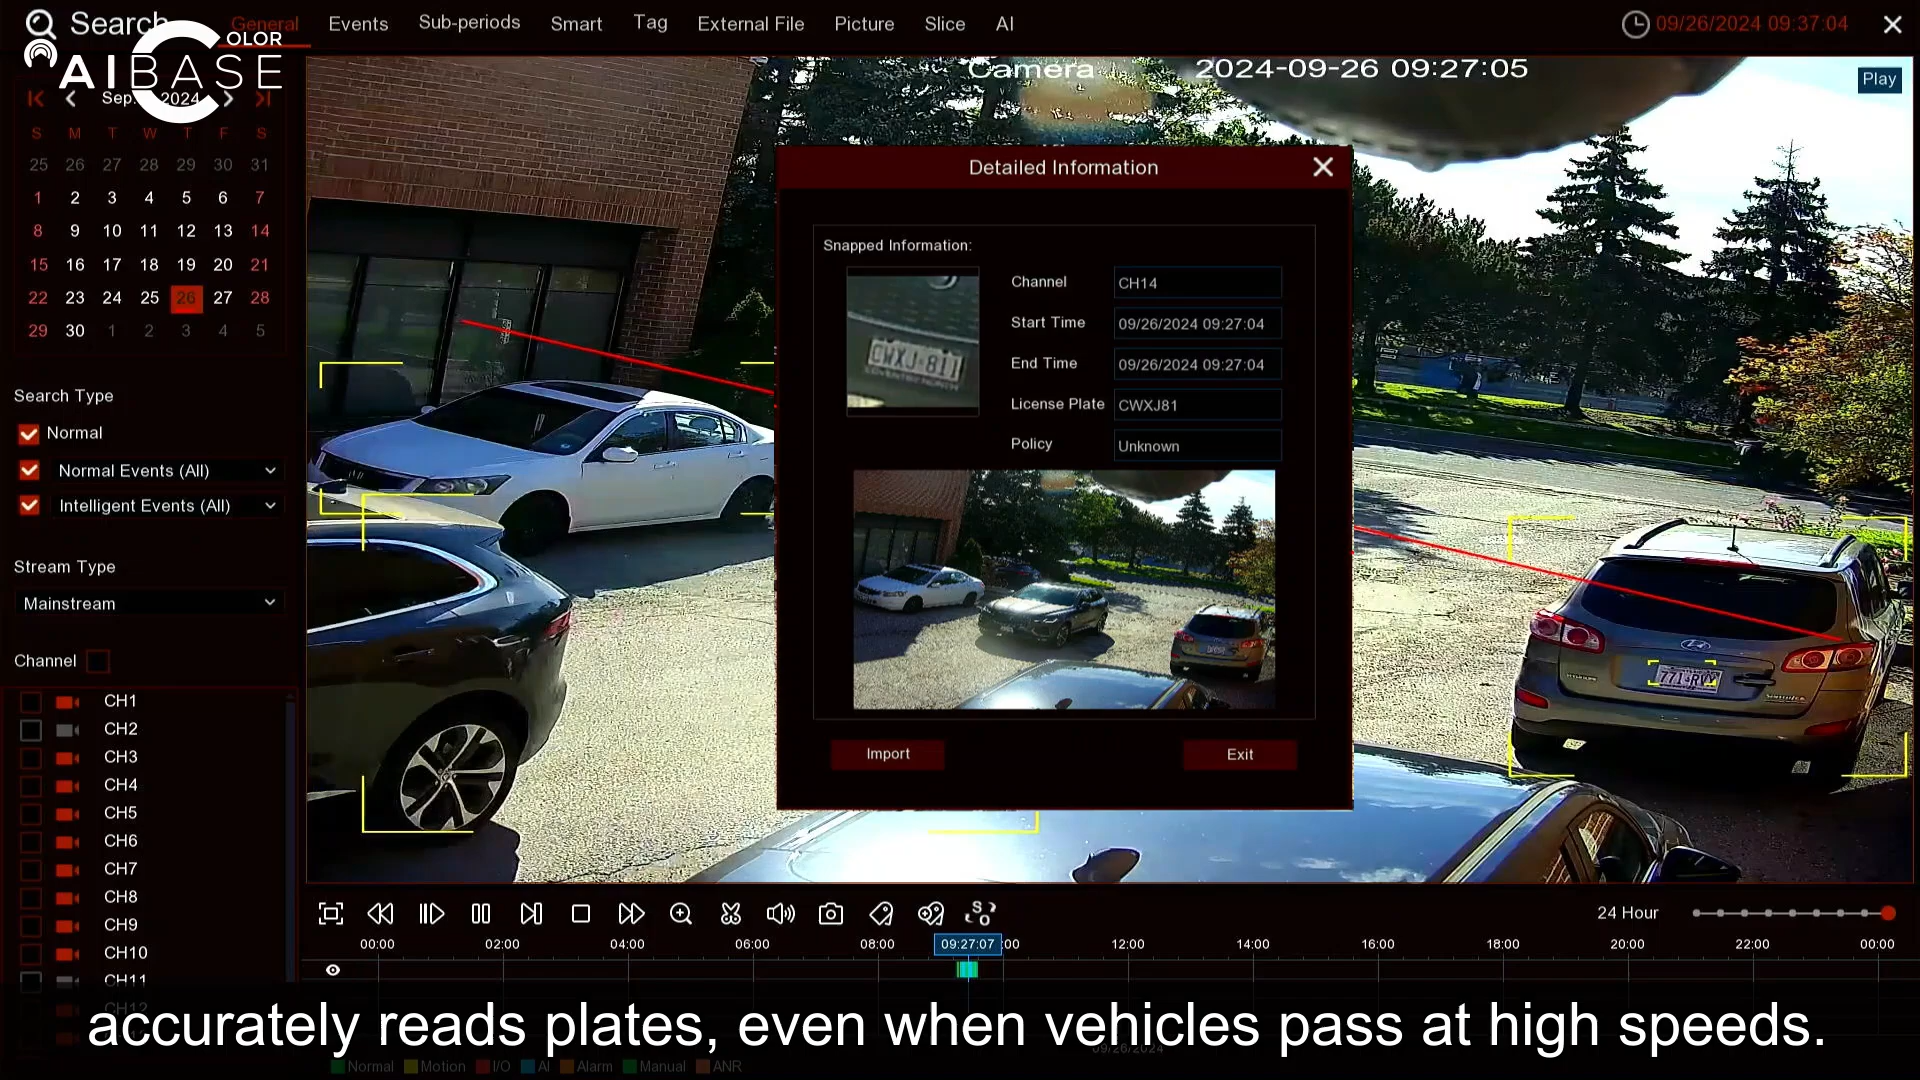 Search
General Events Sub-periods Smart Tag External File Picture Slice AI
09/26/2024 09:37:04
COLOR
AIBASE
Sep. 2024
S M T W T F S
25 26 27 28 29 30 31
1 2 3 4 5 6 7
8 9 10 11 12 13 14
15 16 17 18 19 20 21
22 23 24 25 26 27 28
29 30 1 2 3 4 5
Search Type
Normal
Normal Events (All)
Intelligent Events (All)
Stream Type
Mainstream
Channel
CH1
CH2
CH3
CH4
CH5
CH6
CH7
CH8
CH9
CH10
CH11
CH12
Camera 2024-09-26 09:27:05
Play
Detailed Information
Snapped Information:
CWXJ-811
Channel CH14
Start Time 09/26/2024 09:27:04
End Time 09/26/2024 09:27:04
License Plate CWXJ81
Policy Unknown
Import Exit
24 Hour
00:00 02:00 04:00 06:00 08:00 09:27:07 :00 12:00 14:00 16:00 18:00 20:00 22:00 00:00
accurately reads plates, even when vehicles pass at high speeds.
09/26/2024
Normal Motion I/O AI Alarm Manual ANR